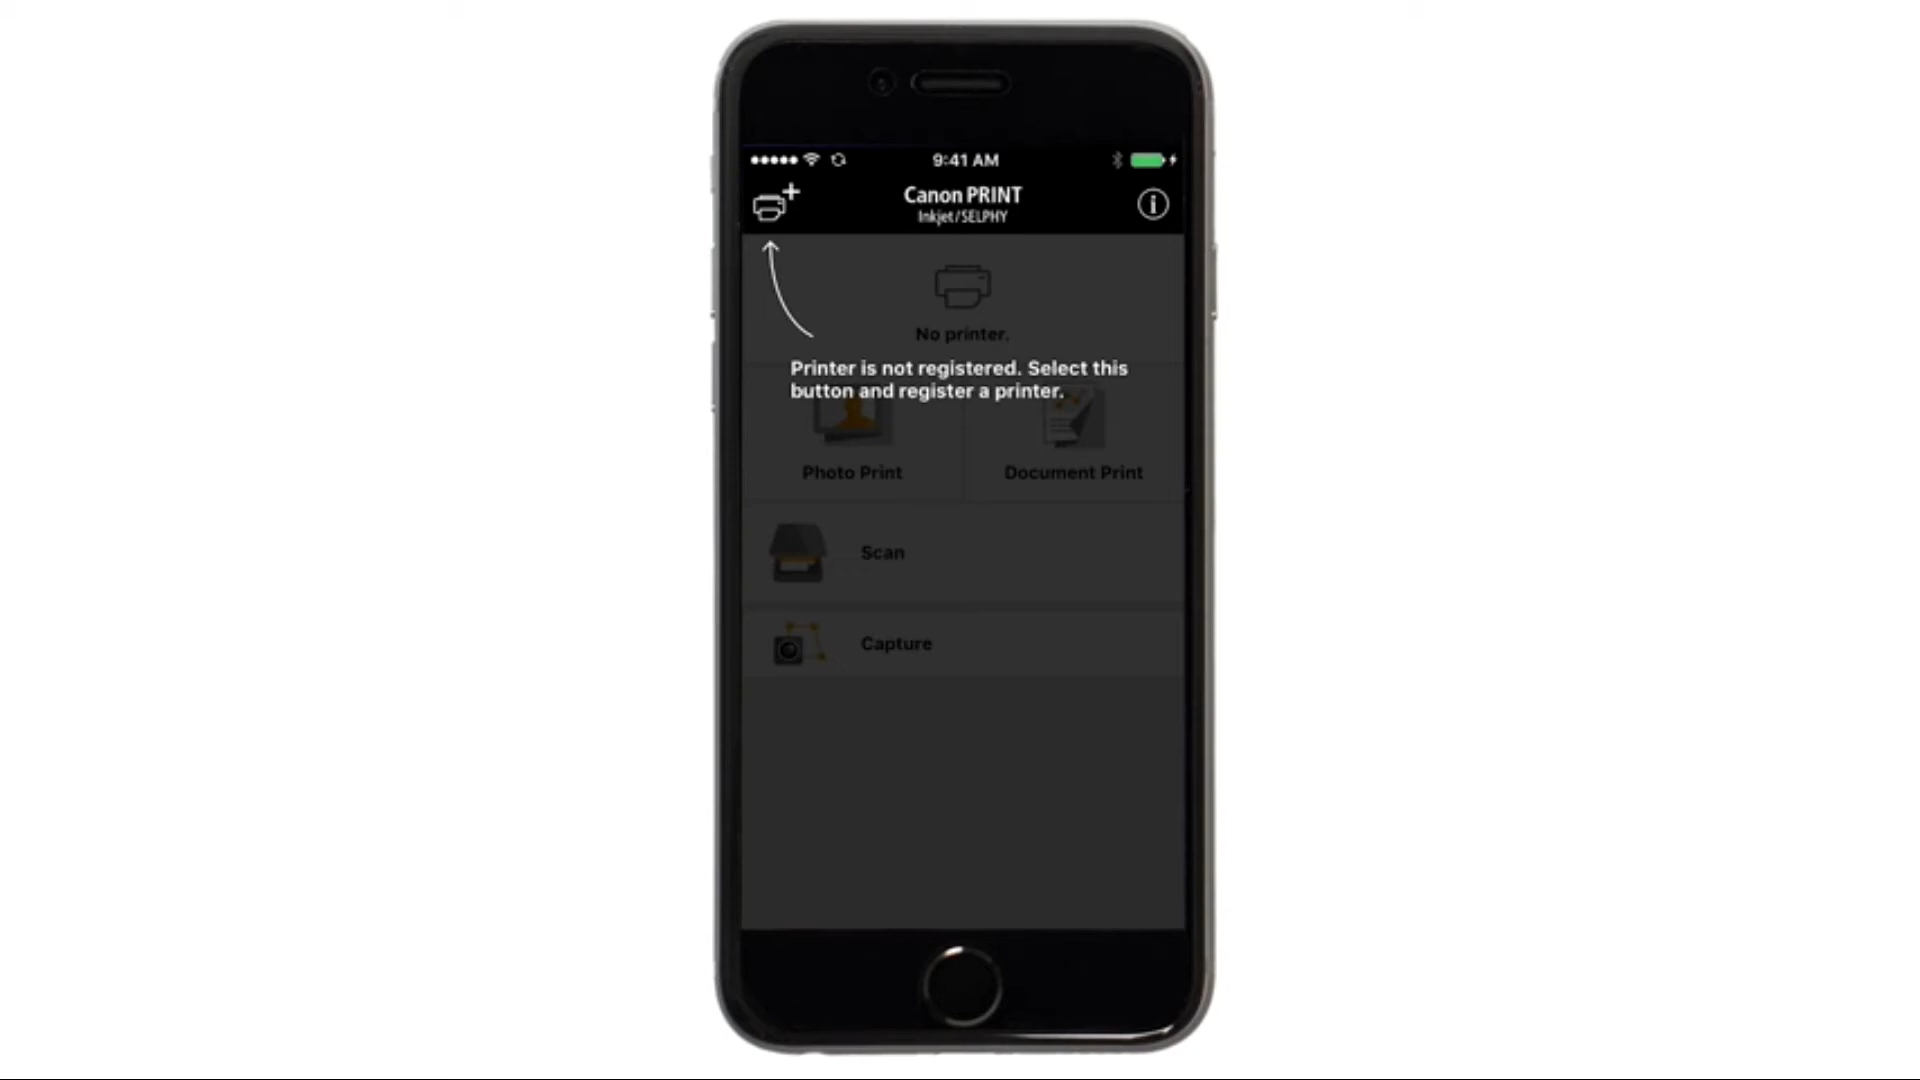 9:41 AM
Canon PRINT
Inkjet/SELPHY
No printer.
Printer is not registered. Select this
button and register a printer.
Photo Print
Document Print
Scan
Capture